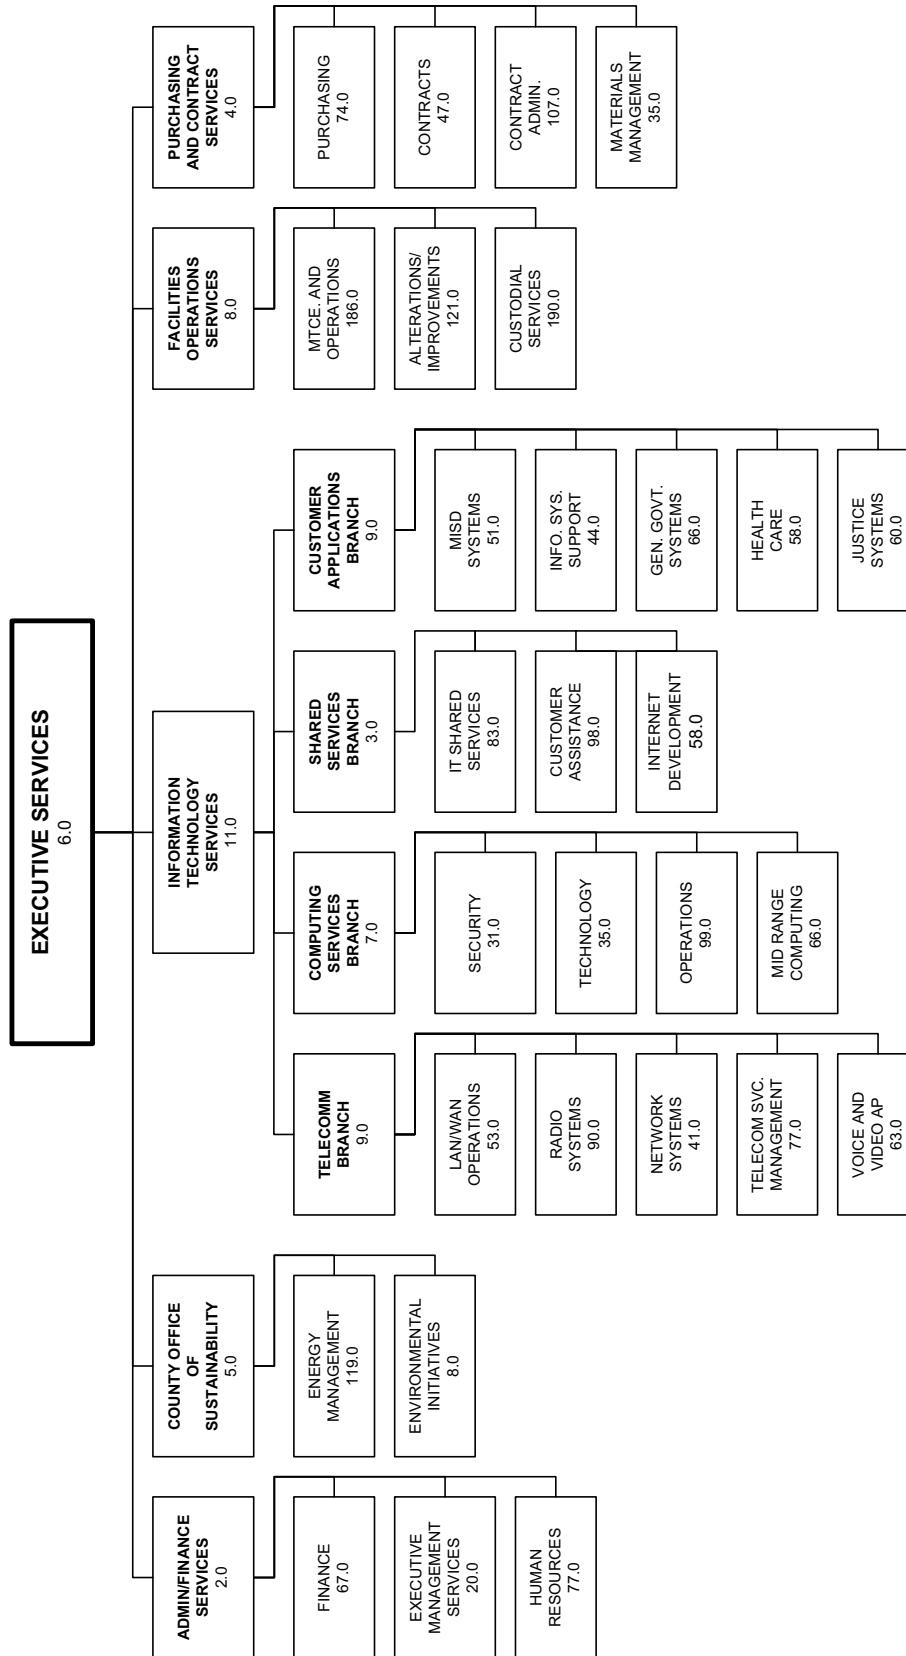 EXECUTIVE SERVICES
6.0
ADMIN/FINANCE
SERVICES
2.0
FINANCE
67.0
EXECUTIVE
MANAGEMENT
SERVICES
20.0
HUMAN
RESOURCES
77.0
COUNTY OFFICE
OF
SUSTAINABILITY
5.0
ENERGY
MANAGEMENT
119.0
ENVIRONMENTAL
INITIATIVES
8.0
INFORMATION
TECHNOLOGY
SERVICES
11.0
TELECOMM
BRANCH
9.0
LAN/WAN
OPERATIONS
53.0
RADIO
SYSTEMS
90.0
NETWORK
SYSTEMS
41.0
TELECOM SVC.
MANAGEMENT
77.0
VOICE AND
VIDEO AP
63.0
COMPUTING
SERVICES
BRANCH
7.0
SECURITY
31.0
TECHNOLOGY
35.0
OPERATIONS
99.0
MID RANGE
COMPUTING
66.0
SHARED
SERVICES
BRANCH
3.0
IT SHARED
SERVICES
83.0
CUSTOMER
ASSISTANCE
98.0
INTERNET
DEVELOPMENT
58.0
CUSTOMER
APPLICATIONS
BRANCH
9.0
MISD
SYSTEMS
51.0
INFO. SYS.
SUPPORT
44.0
GEN. GOVT.
SYSTEMS
66.0
HEALTH
CARE
58.0
JUSTICE
SYSTEMS
60.0
FACILITIES
OPERATIONS
SERVICES
8.0
MTCE. AND
OPERATIONS
186.0
ALTERATIONS/
IMPROVEMENTS
121.0
CUSTODIAL
SERVICES
190.0
PURCHASING
AND CONTRACT
SERVICES
4.0
PURCHASING
74.0
CONTRACTS
47.0
CONTRACT
ADMIN.
107.0
MATERIALS
MANAGEMENT
35.0